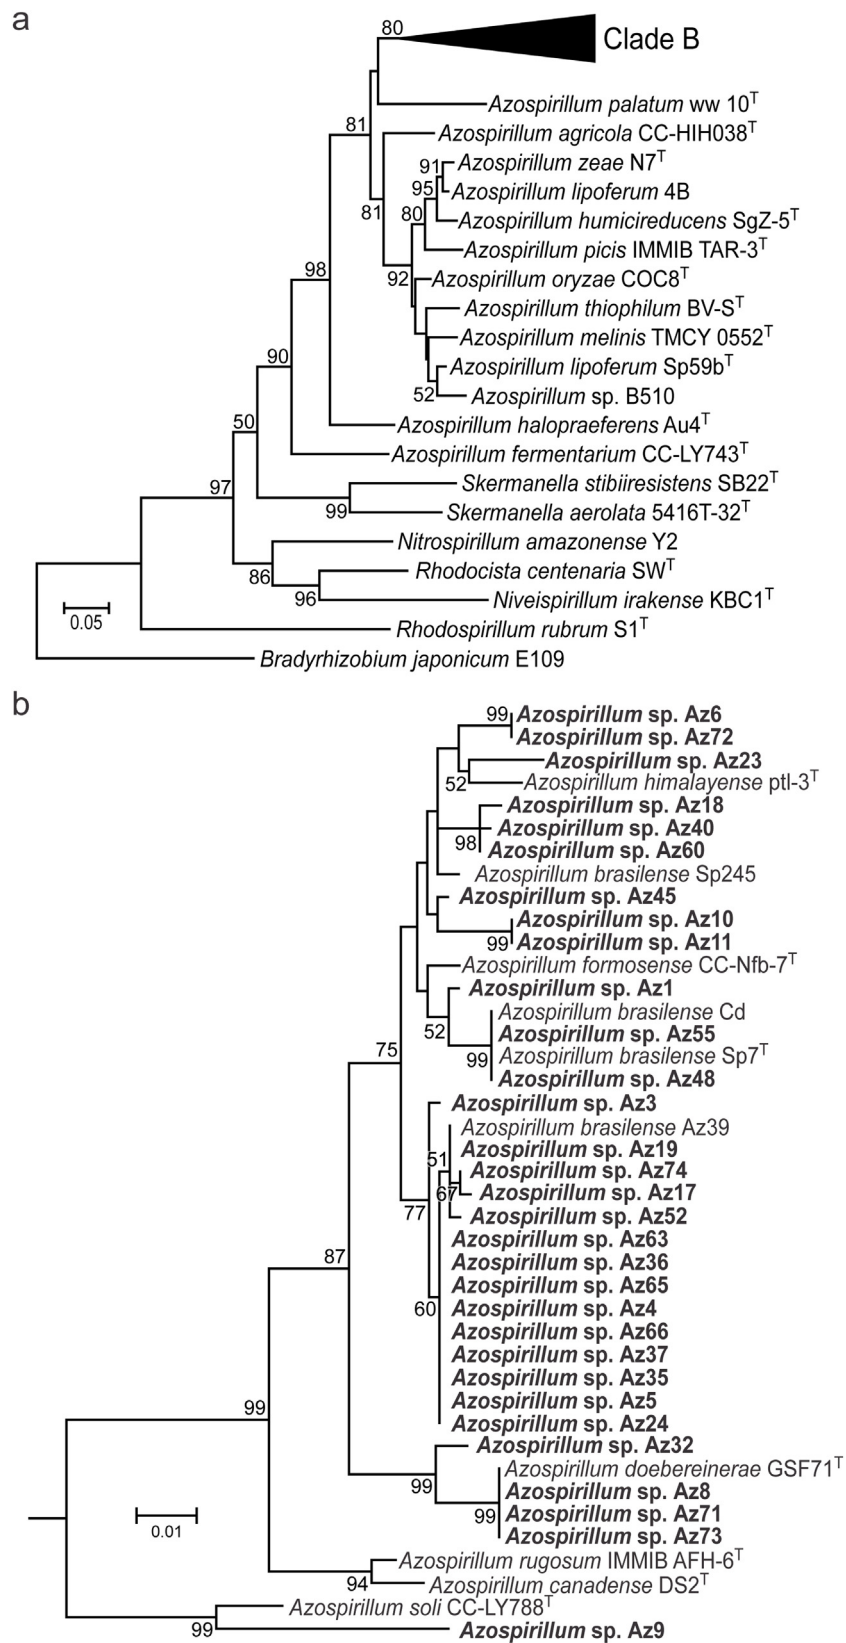 a
80
Clade B
Azospirillum palatum ww 10T
81
Azospirillum agricola CC-HIH038T
Azospirillum zeae N7T
91
95
Azospirillum lipoferum 4B
81
80
Azospirillum humicireducens SgZ-5T
Azospirillum picis IMMIB TAR-3T
98
92
Azospirillum oryzae COC8T
Azospirillum thiophilum BV-ST
Azospirillum melinis TMCY 0552T
90
Azospirillum lipoferum Sp59bT
52
Azospirillum sp. B510
50
Azospirillum halopraeferens Au4T
Azospirillum fermentarium CC-LY743T
97
Skermanella stibiiresistens SB22T
99
Skermanella aerolata 5416T-32T
Nitrospirillum amazonense Y2
86
Rhodocista centenaria SWT
96
Niveispirillum irakense KBC1T
0.05
Rhodospirillum rubrum S1T
Bradyrhizobium japonicum E109
b
99
Azospirillum sp. Az6
Azospirillum sp. Az72
Azospirillum sp. Az23
52
Azospirillum himalayense ptl-3T
Azospirillum sp. Az18
Azospirillum sp. Az40
98
Azospirillum sp. Az60
Azospirillum brasilense Sp245
Azospirillum sp. Az45
Azospirillum sp. Az10
99
Azospirillum sp. Az11
Azospirillum formosense CC-Nfb-7T
Azospirillum sp. Az1
Azospirillum brasilense Cd
52
Azospirillum sp. Az55
75
99
Azospirillum brasilense Sp7T
Azospirillum sp. Az48
Azospirillum sp. Az3
Azospirillum brasilense Az39
51
Azospirillum sp. Az19
Azospirillum sp. Az74
67
Azospirillum sp. Az17
77
Azospirillum sp. Az52
Azospirillum sp. Az63
87
Azospirillum sp. Az36
Azospirillum sp. Az65
60
Azospirillum sp. Az4
Azospirillum sp. Az66
Azospirillum sp. Az37
Azospirillum sp. Az35
Azospirillum sp. Az5
99
Azospirillum sp. Az24
Azospirillum sp. Az32
Azospirillum doebereinerae GSF71T
99
Azospirillum sp. Az8
99
Azospirillum sp. Az71
0.01
Azospirillum sp. Az73
Azospirillum rugosum IMMIB AFH-6T
94
Azospirillum canadense DS2T
Azospirillum soli CC-LY788T
99
Azospirillum sp. Az9